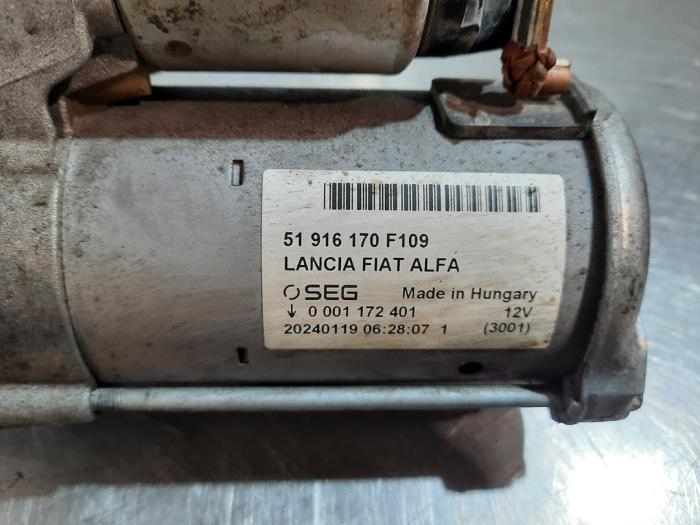 51 916 170 F109
LANCIA FIAT ALFA
SEG Made in Hungary
↓ 0 001 172 401 12V
20240119 06:28:07 1 (3001)